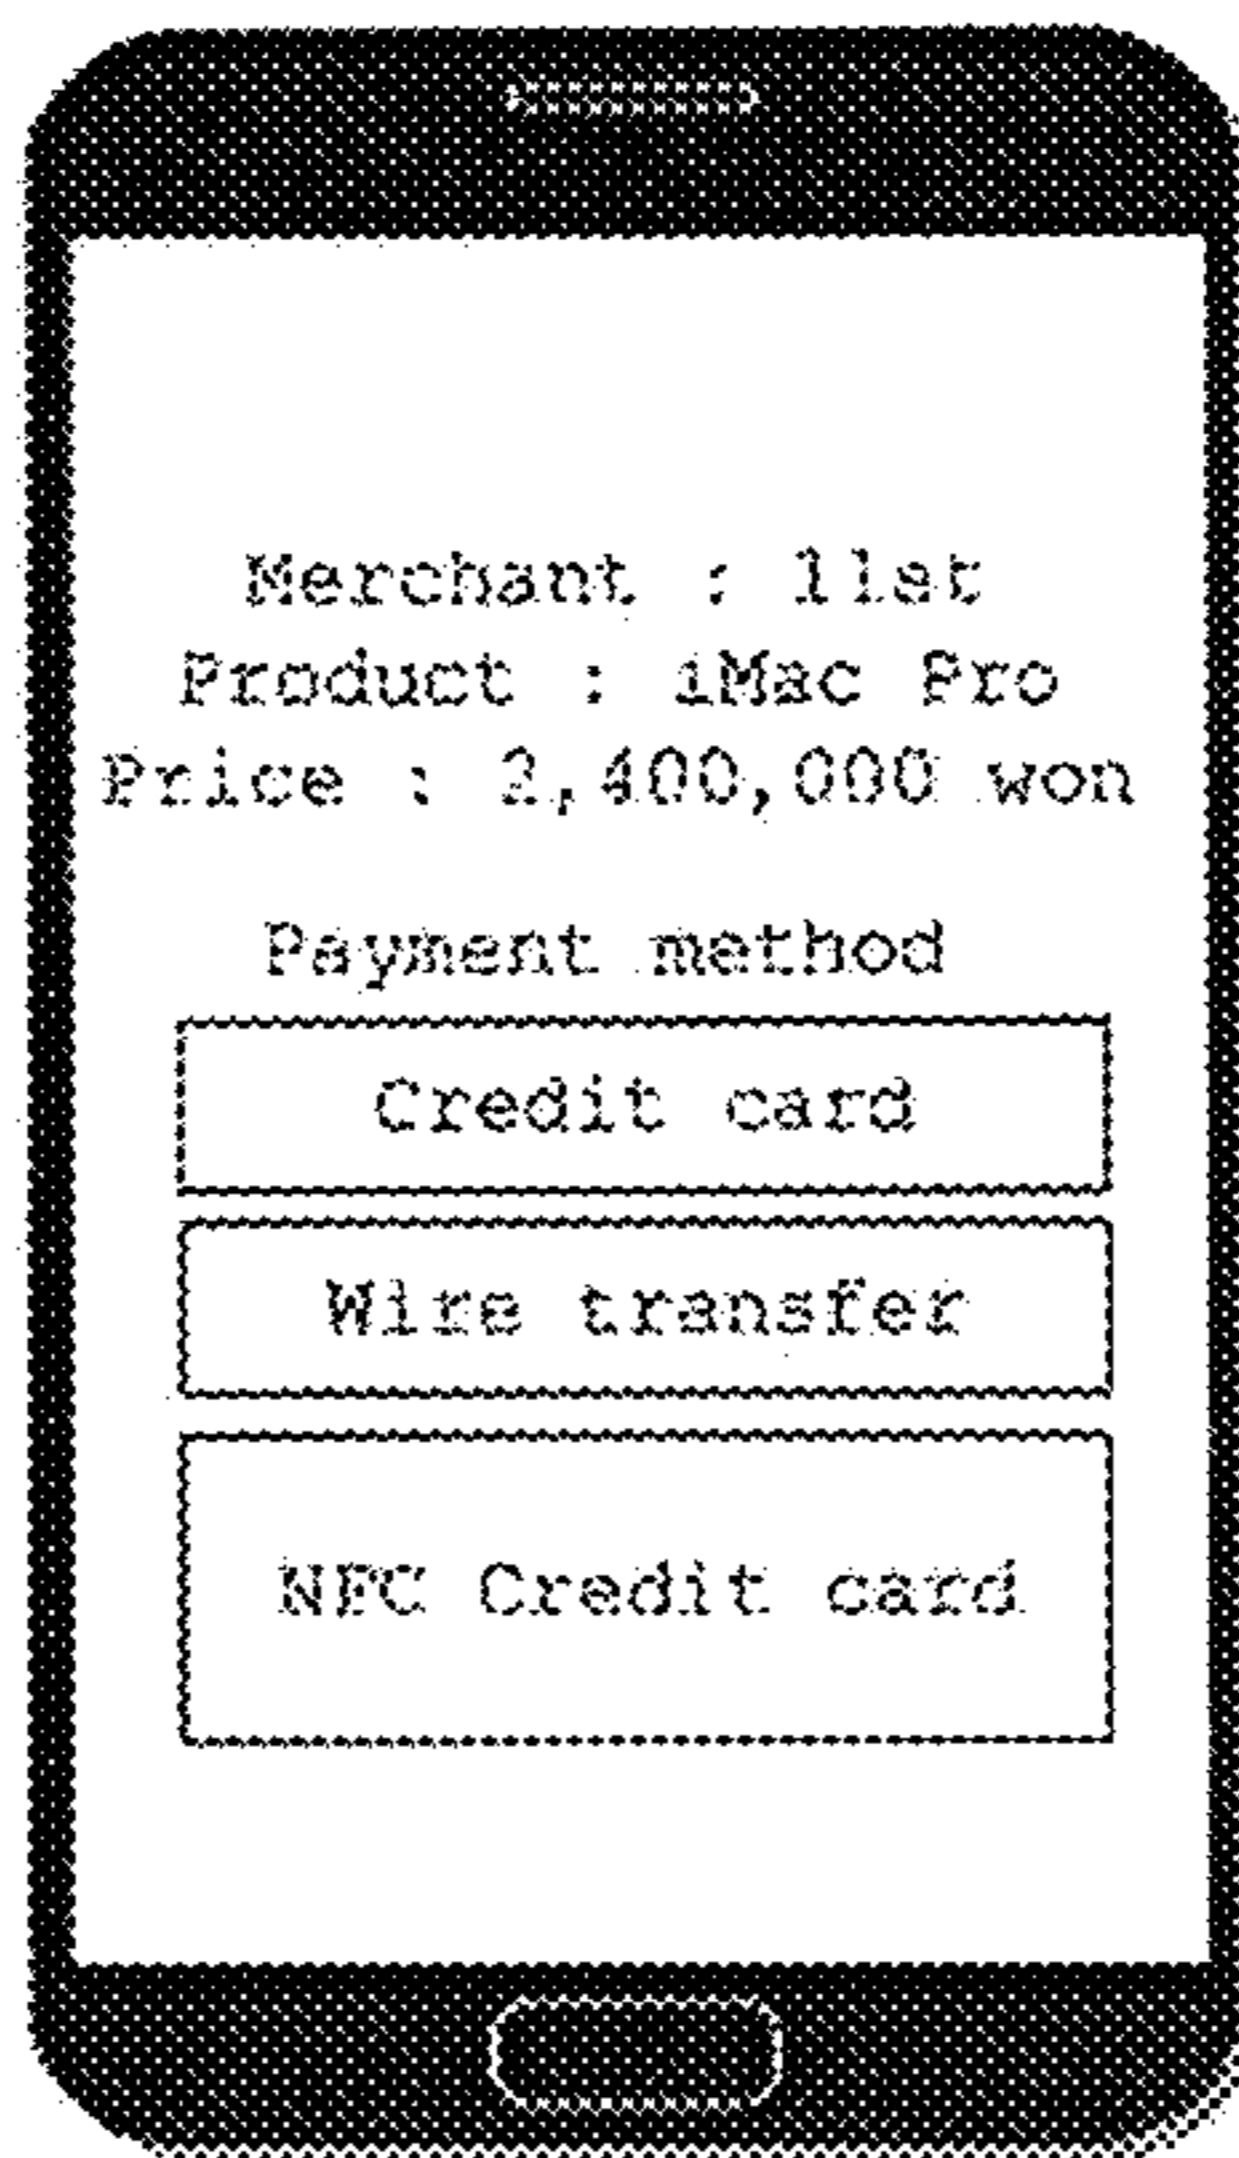 Merchant : 11st
Product : iMac Pro
Price : 2,400,000 won
Payment method
Credit card
Wire transfer
NFC Credit card